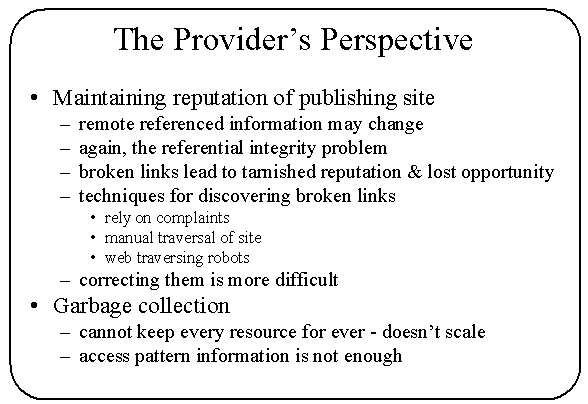 The Provider's Perspective
• Maintaining reputation of publishing site
– remote referenced information may change
– again, the referential integrity problem
– broken links lead to tarnished reputation & lost opportunity
– techniques for discovering broken links
• rely on complaints
• manual traversal of site
• web traversing robots
– correcting them is more difficult
• Garbage collection
– cannot keep every resource for ever - doesn't scale
– access pattern information is not enough